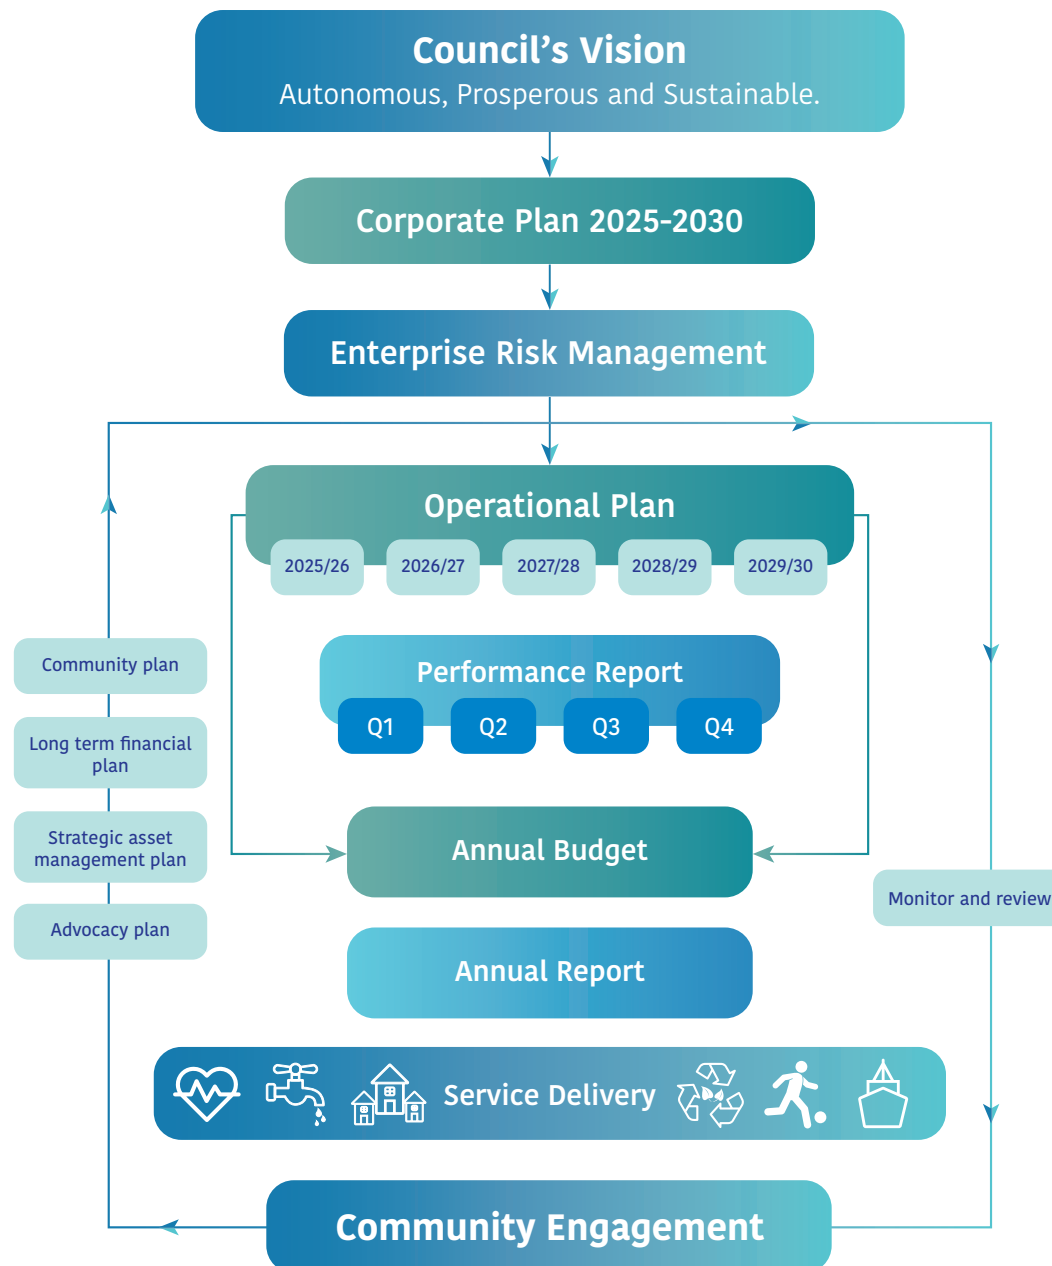 Council’s Vision
Autonomous, Prosperous and Sustainable.
Corporate Plan 2025-2030
Enterprise Risk Management
Operational Plan
2025/26
2026/27
2027/28
2028/29
2029/30
Performance Report
Q1
Q2
Q3
Q4
Community plan
Long term financial
plan
Strategic asset
management plan
Advocacy plan
Annual Budget
Monitor and review
Annual Report
Service Delivery
Community Engagement